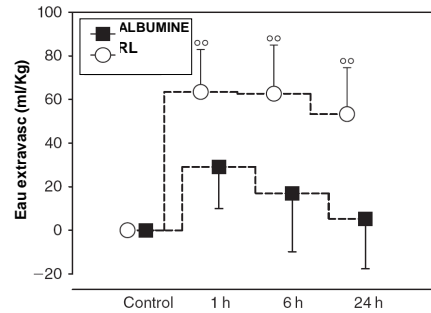 100
80
60
40
20
0
−20
Eau extravasc (ml/Kg)
ALBUMINE
RL
°° °° °°
Control 1 h 6 h 24 h